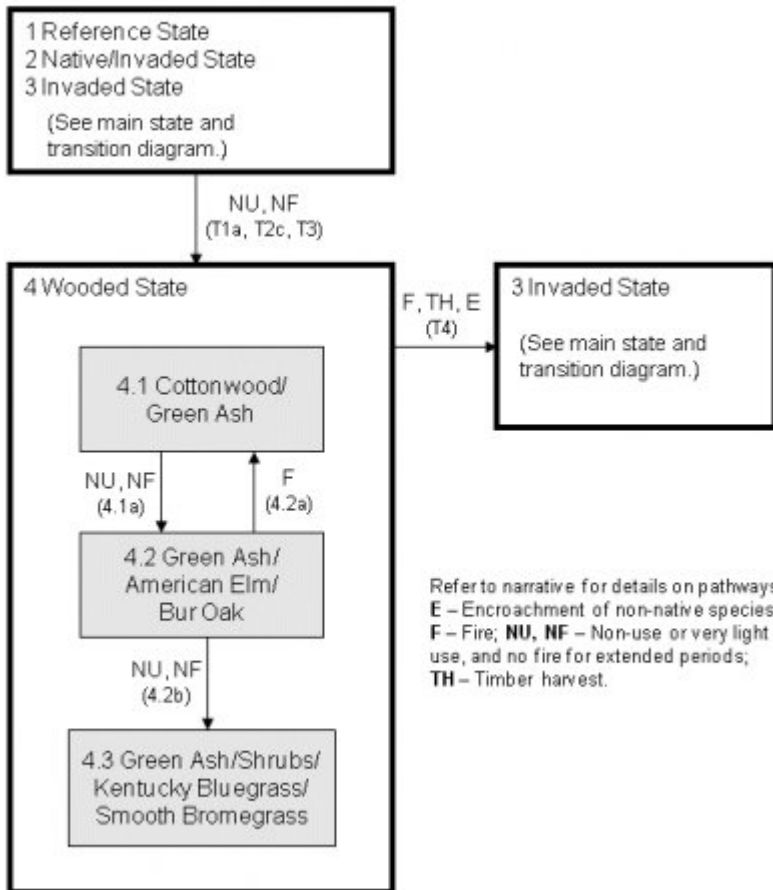 1 Reference State
2 Native/Invaded State
3 Invaded State
(See main state and
transition diagram.)
NU, NF
(T1a, T2c, T3)
4 Wooded State
F, TH, E
(T4)
3 Invaded State
(See main state and
transition diagram.)
4.1 Cottonwood/
Green Ash
NU, NF
(4.1a)
F
(4.2a)
4.2 Green Ash/
American Elm/
Bur Oak
NU, NF
(4.2b)
4.3 Green Ash/Shrubs/
Kentucky Bluegrass/
Smooth Bromegrass
Refer to narrative for details on pathways
E – Encroachment of non-native species
F – Fire; NU, NF – Non-use or very light
use, and no fire for extended periods;
TH – Timber harvest.